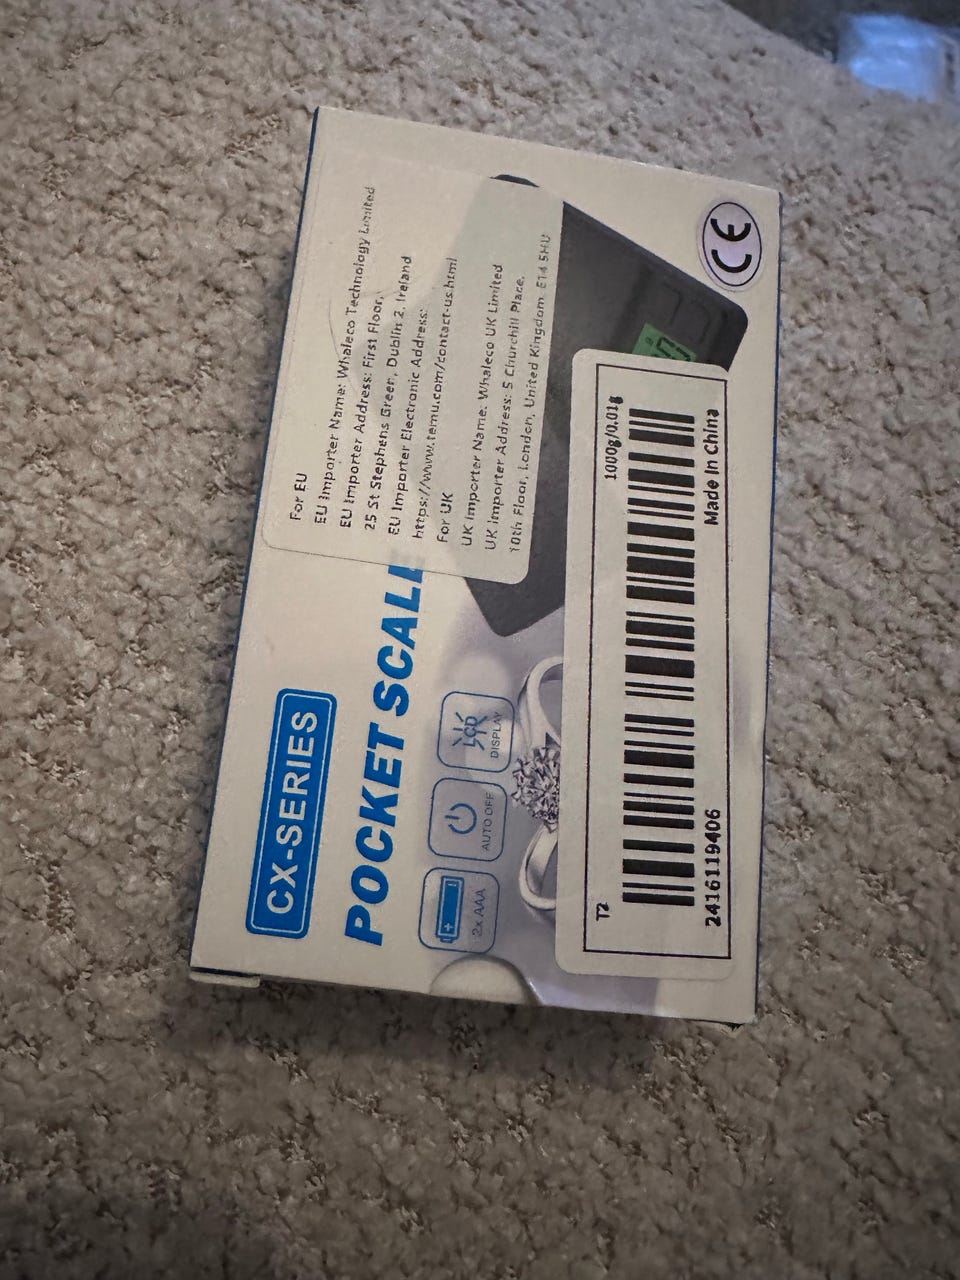 For EU
EU Importer Name: Whaleco Technology Limited
EU Importer Address: First Floor,
25 St Stephens Green, Dublin 2, Ireland
EU Importer Electronic Address:
https://www.temu.com/contact-us.html
For UK
UK Importer Name: Whaleco UK Limited
UK Importer Address: 5 Churchill Place,
10th Floor, London, United Kingdom. E14 5HU
CE
CX-SERIES
POCKET SCALE
2x AAA
AUTO OFF
LCD
DISPLAY
T2
1000g/0.01g
2416119406
Made In China